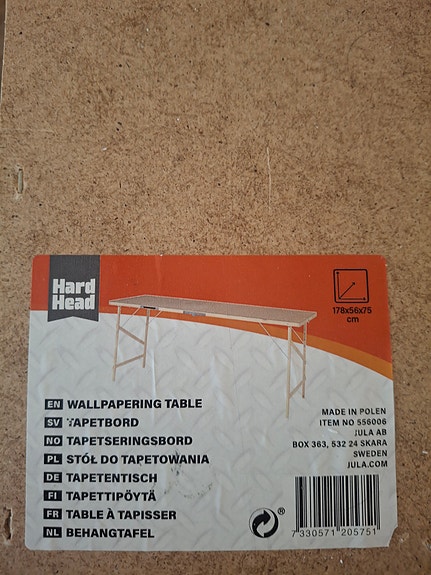 Hard
Head
178x56x75
cm
EN WALLPAPERING TABLE
SV TAPETBORD
NO TAPETSERINGSBORD
PL STÓŁ DO TAPETOWANIA
DE TAPETENTISCH
FI TAPETTIPÖYTÄ
FR TABLE À TAPISSER
NL BEHANGTAFEL
MADE IN POLEN
ITEM NO 556006
JULA AB
BOX 363, 532 24 SKARA
SWEDEN
JULA.COM
7 330571 205751